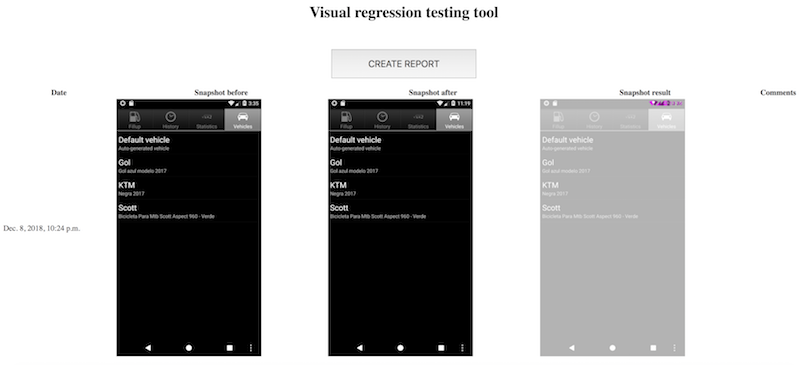 Visual regression testing tool
CREATE REPORT
Date Snapshot before Snapshot after Snapshot result Comments
3:35
Fillup History Statistics Vehicles
Default vehicle
Auto-generated vehicle
Gol
Gol azul modelo 2017
KTM
Negra 2017
Scott
Bicicleta Para Mtb Scott Aspect 960 - Verde
11:19
Fillup History Statistics Vehicles
Default vehicle
Auto-generated vehicle
Gol
Gol azul modelo 2017
KTM
Negra 2017
Scott
Bicicleta Para Mtb Scott Aspect 960 - Verde
Fillup History Statistics Vehicles
Default vehicle
Auto-generated vehicle
Gol
Gol azul modelo 2017
KTM
Negra 2017
Scott
Bicicleta Para Mtb Scott Aspect 960 - Verde
Dec. 8, 2018, 10:24 p.m.